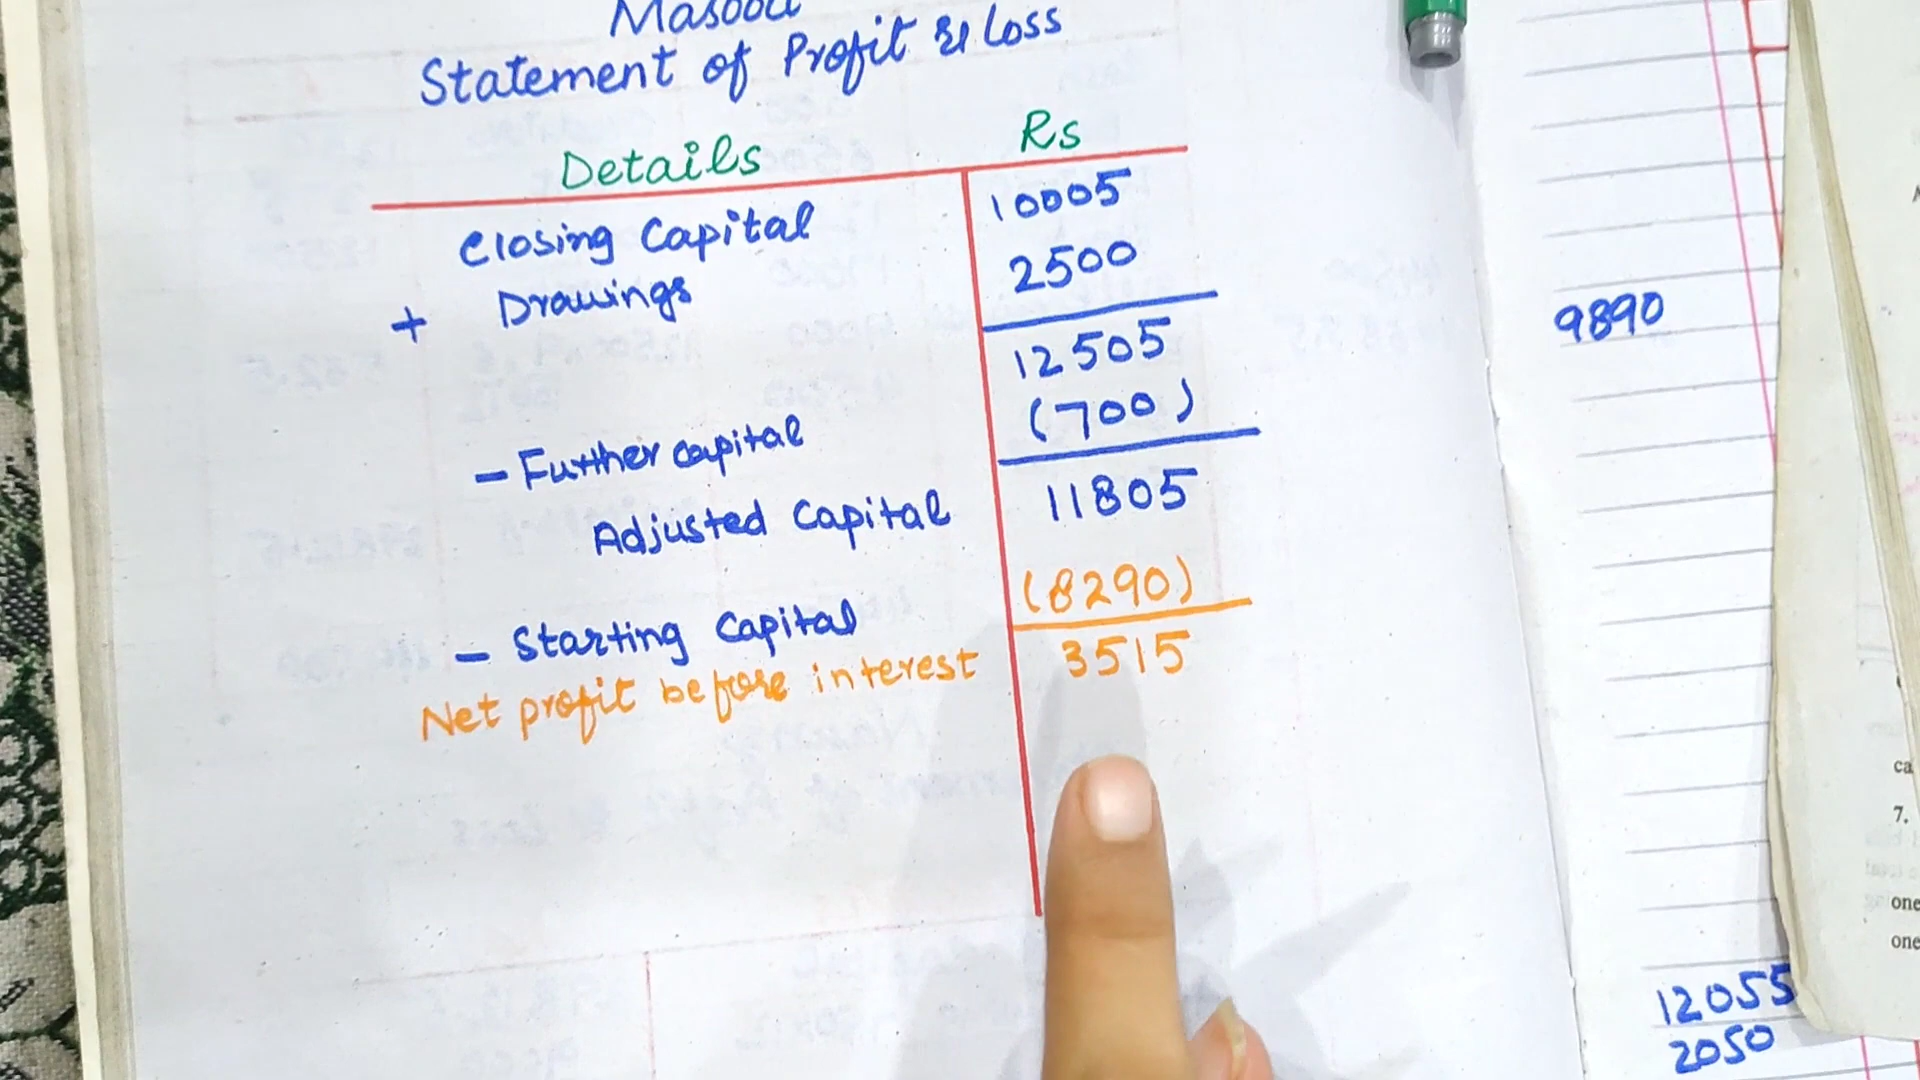 Masood
Statement of Profit & Loss
Details Rs
Closing Capital 10005
+ Drawings 2500
12505
- Further capital (700)
Adjusted Capital 11805
- Starting Capital (8290)
Net profit before interest 3515
9890
ca
7.
one
one
12055
2050